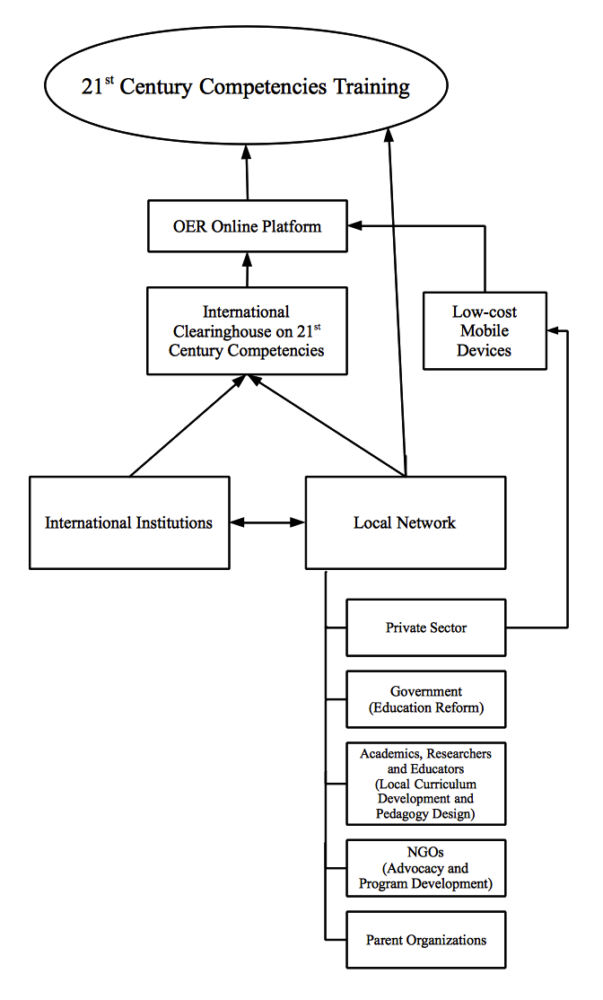 21st Century Competencies Training
OER Online Platform
International
Clearinghouse on 21st
Century Competencies
Low-cost
Mobile
Devices
International Institutions
Local Network
Private Sector
Government
(Education Reform)
Academics, Researchers
and Educators
(Local Curriculum
Development and
Pedagogy Design)
NGOs
(Advocacy and
Program Development)
Parent Organizations